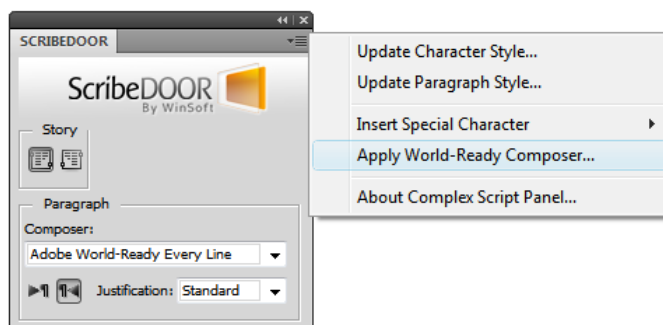 SCRIBEDOOR
ScribeDOOR
By WinSoft
Story
Paragraph
Composer:
Adobe World-Ready Every Line
Justification: Standard
Update Character Style...
Update Paragraph Style...
Insert Special Character
Apply World-Ready Composer...
About Complex Script Panel...